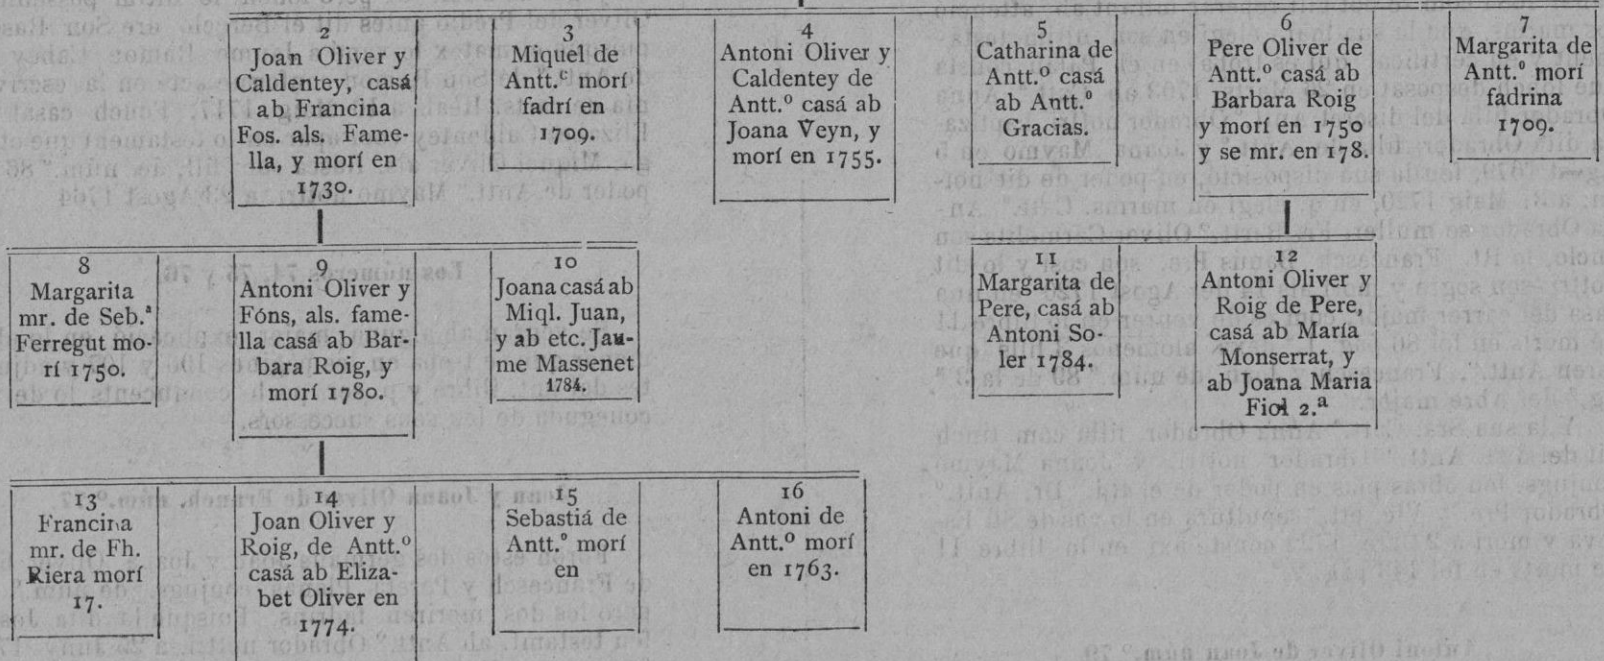 2
Joan Oliver y
Caldentey, casá
ab Francina
Fos. als. Fame-
lla, y morí en
1730.
3
Miquel de
Antt.º morí
fadrí en
1709.
4
Antoni Oliver y
Caldentey de
Antt.º casá ab
Joana Veyn, y
morí en 1755.
5
Catharina de
Antt.º casá
ab Antt.º
Gracias.
6
Pere Oliver de
Antt.º casá ab
Barbara Roig
y morí en 1750
y se mr. en 178.
7
Margarita de
Antt.º morí
fadrina
1709.
8
Margarita
mr. de Seb.ª
Ferregut mo-
rí 1750.
9
Antoni Oliver y
Fóns, als. fame-
lla casá ab Bar-
bara Roig, y
morí 1780.
10
Joana casá ab
Miql. Juan,
y ab etc. Jau-
me Massenet
1784.
11
Margarita de
Pere, casá ab
Antoni So-
ler 1784.
12
Antoni Oliver y
Roig de Pere,
casá ab María
Monserrat, y
ab Joana Maria
Fiol 2.ª
13
Francina
mr. de Fh.
Riera morí
17.
14
Joan Oliver y
Roig, de Antt.º
casá ab Eliza-
bet Oliver en
1774.
15
Sebastiá de
Antt.º morí
en
16
Antoni de
Antt.º morí
en 1763.